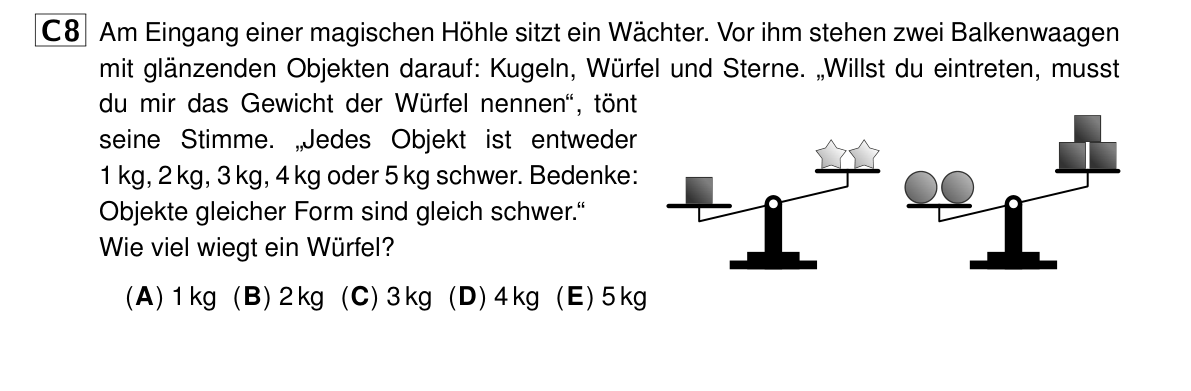 C8 Am Eingang einer magischen Höhle sitzt ein Wächter. Vor ihm stehen zwei Balkenwaagen
mit glänzenden Objekten darauf: Kugeln, Würfel und Sterne. „Willst du eintreten, musst
du mir das Gewicht der Würfel nennen“, tönt
seine Stimme. „Jedes Objekt ist entweder
1 kg, 2 kg, 3 kg, 4 kg oder 5 kg schwer. Bedenke:
Objekte gleicher Form sind gleich schwer.“
Wie viel wiegt ein Würfel?
(A) 1 kg (B) 2 kg (C) 3 kg (D) 4 kg (E) 5 kg